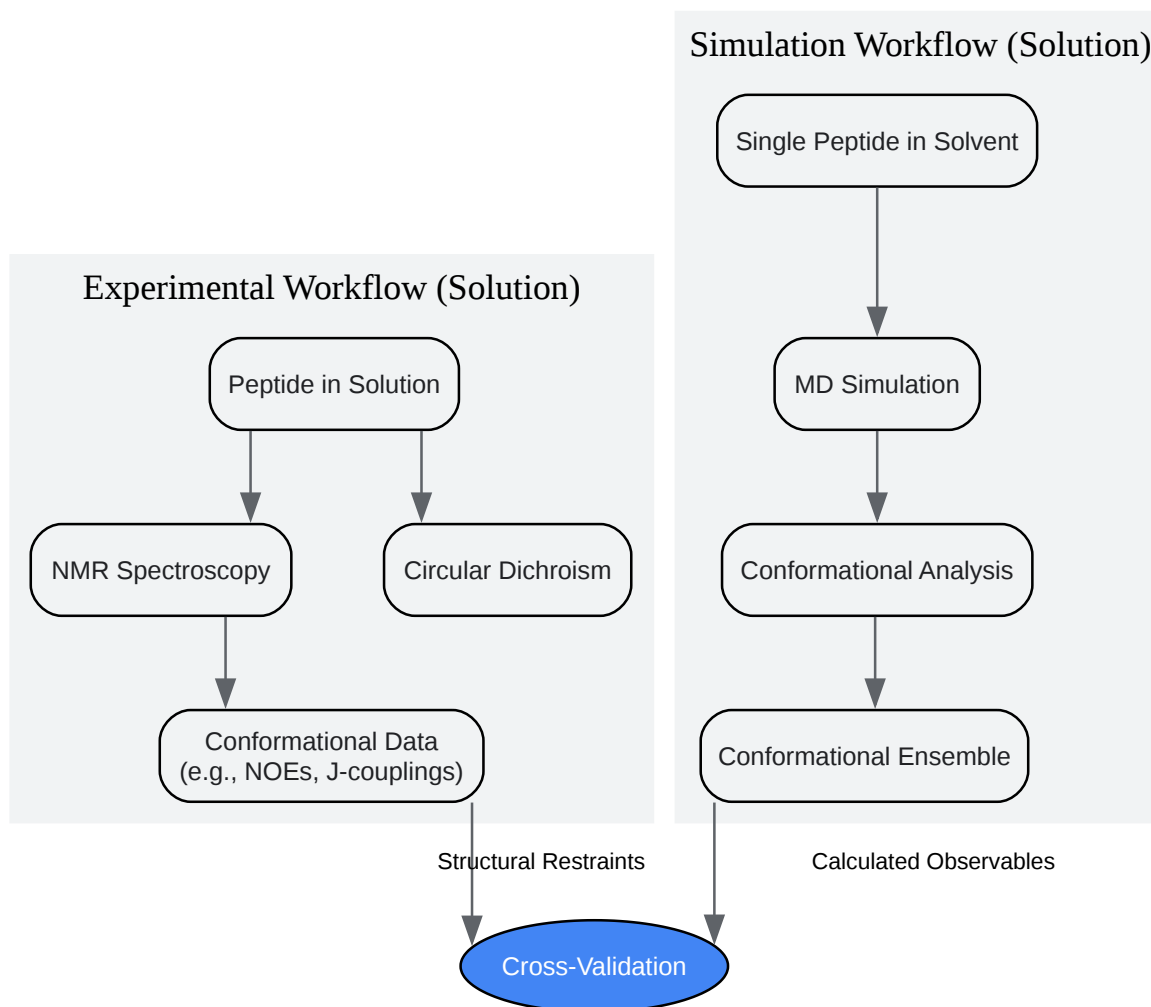 Simulation Workflow (Solution)
Single Peptide in Solvent
Experimental Workflow (Solution)
Peptide in Solution
MD Simulation
NMR Spectroscopy
Circular Dichroism
Conformational Analysis
Conformational Data
(e.g., NOEs, J-couplings)
Conformational Ensemble
Structural Restraints
Calculated Observables
Cross-Validation